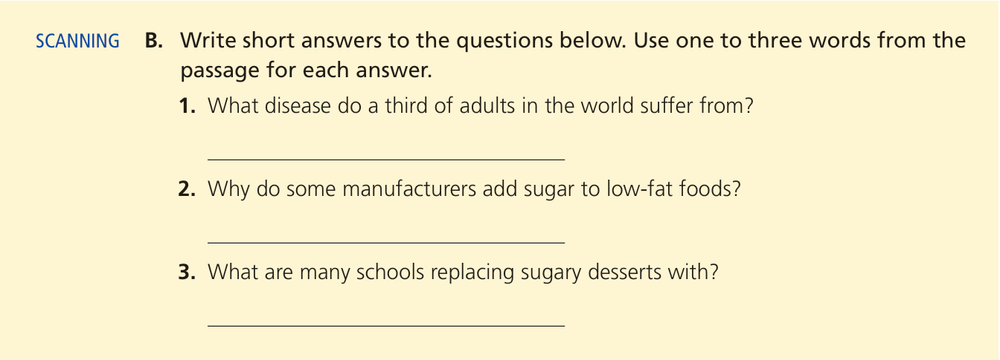 SCANNING B. Write short answers to the questions below. Use one to three words from the
passage for each answer.
1. What disease do a third of adults in the world suffer from?
2. Why do some manufacturers add sugar to low-fat foods?
3. What are many schools replacing sugary desserts with?